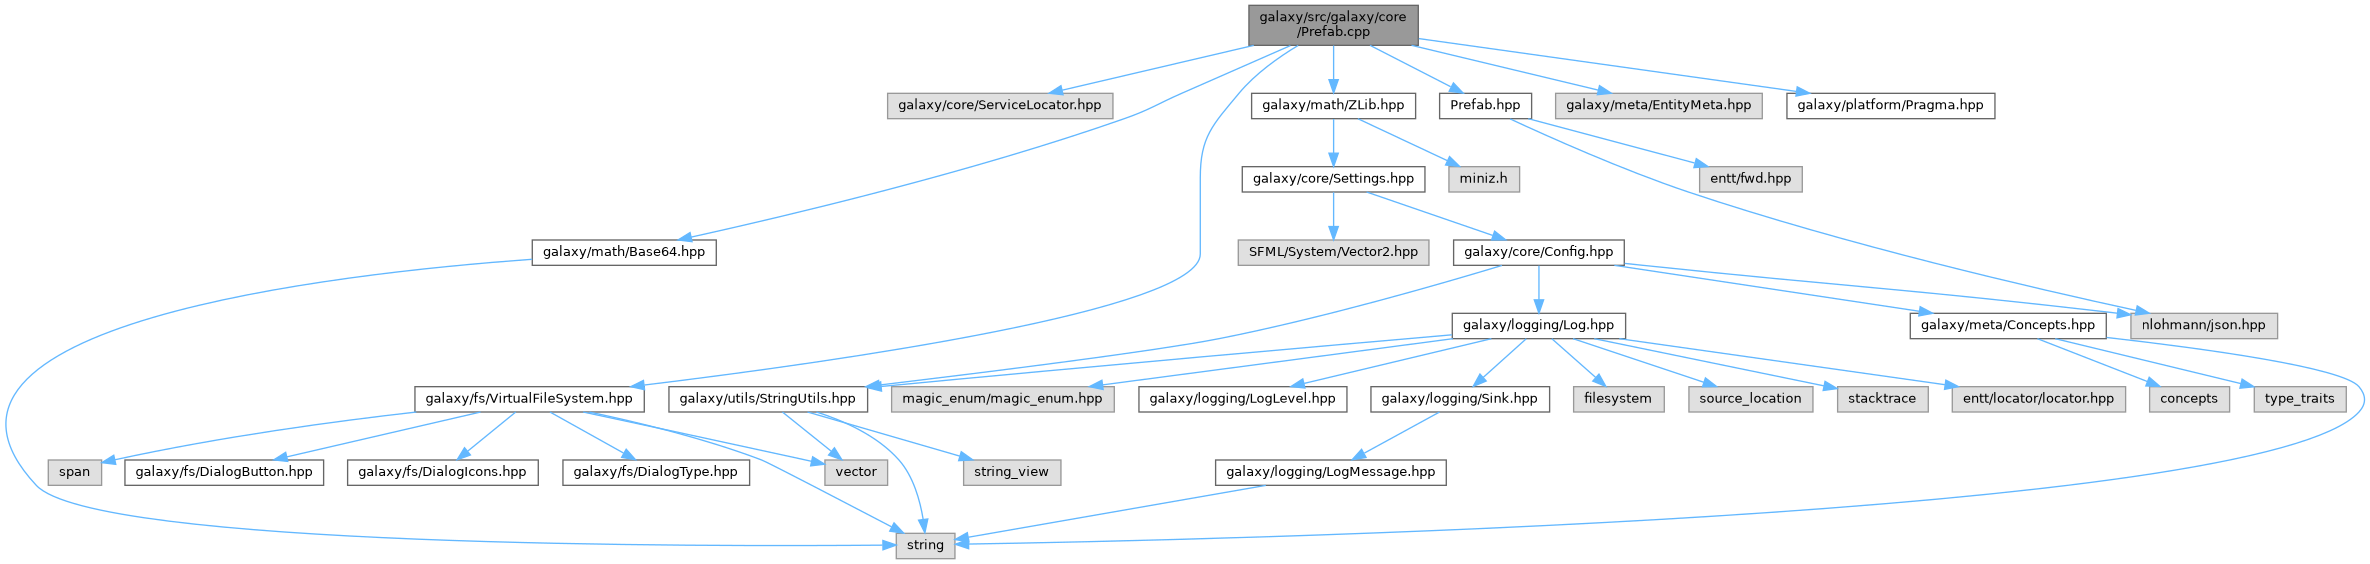 galaxy/src/galaxy/core
/Prefab.cpp
galaxy/core/ServiceLocator.hpp
galaxy/math/ZLib.hpp
Prefab.hpp
galaxy/meta/EntityMeta.hpp
galaxy/platform/Pragma.hpp
galaxy/core/Settings.hpp
miniz.h
entt/fwd.hpp
galaxy/math/Base64.hpp
SFML/System/Vector2.hpp
galaxy/core/Config.hpp
galaxy/logging/Log.hpp
galaxy/meta/Concepts.hpp
nlohmann/json.hpp
galaxy/fs/VirtualFileSystem.hpp
galaxy/utils/StringUtils.hpp
magic_enum/magic_enum.hpp
galaxy/logging/LogLevel.hpp
galaxy/logging/Sink.hpp
filesystem
source_location
stacktrace
entt/locator/locator.hpp
concepts
type_traits
span
galaxy/fs/DialogButton.hpp
galaxy/fs/DialogIcons.hpp
galaxy/fs/DialogType.hpp
vector
string_view
galaxy/logging/LogMessage.hpp
string